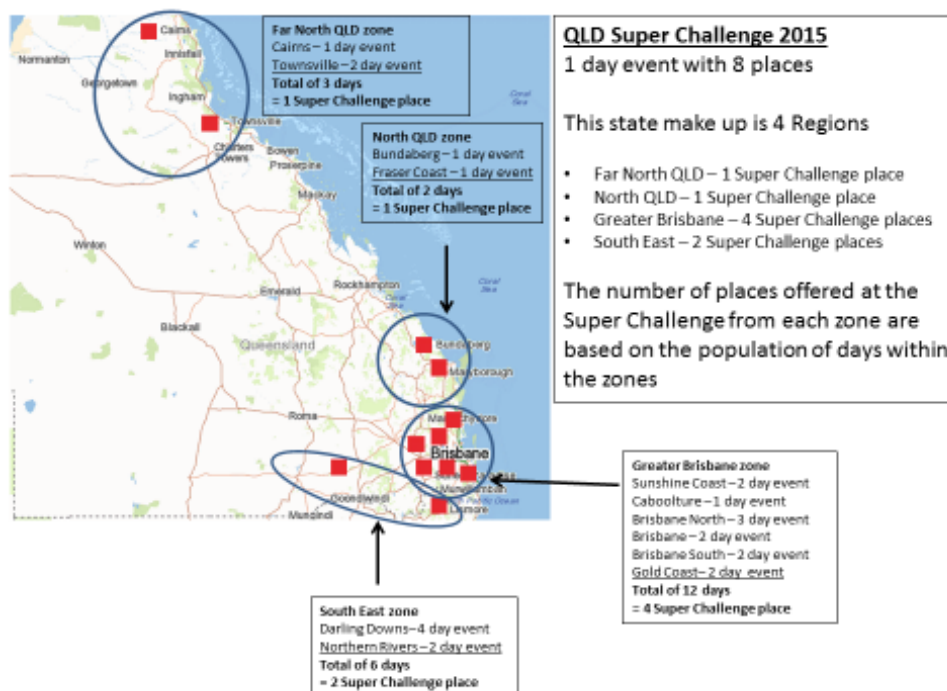 Far North QLD zone
Cairns – 1 day event
Townsville – 2 day event
Total of 3 days
= 1 Super Challenge place
North QLD zone
Bundaberg – 1 day event
Fraser Coast – 1 day event
Total of 2 days
= 1 Super Challenge place
QLD Super Challenge 2015
1 day event with 8 places
This state make up is 4 Regions
• Far North QLD – 1 Super Challenge place
• North QLD – 1 Super Challenge place
• Greater Brisbane – 4 Super Challenge places
• South East – 2 Super Challenge places
The number of places offered at the
Super Challenge from each zone are
based on the population of days within
the zones
Cairns
Innisfail
Normanton
Georgetown
Ingham
Townsville
Charters
Towers
Bowen
Proserpine
Mackay
Coral
Sea
Winton
Rockhampton
Emerald
Coral
Sea
Coral
Sea
Blackall
Queensland
Bundaberg
Maryborough
Roma
Brisbane
Goondiwindi
Mungindi
Lismore
Greater Brisbane zone
Sunshine Coast – 2 day event
Caboolture – 1 day event
Brisbane North – 3 day event
Brisbane – 2 day event
Brisbane South – 2 day event
Gold Coast – 2 day event
Total of 12 days
= 4 Super Challenge place
South East zone
Darling Downs – 4 day event
Northern Rivers – 2 day event
Total of 6 days
= 2 Super Challenge place